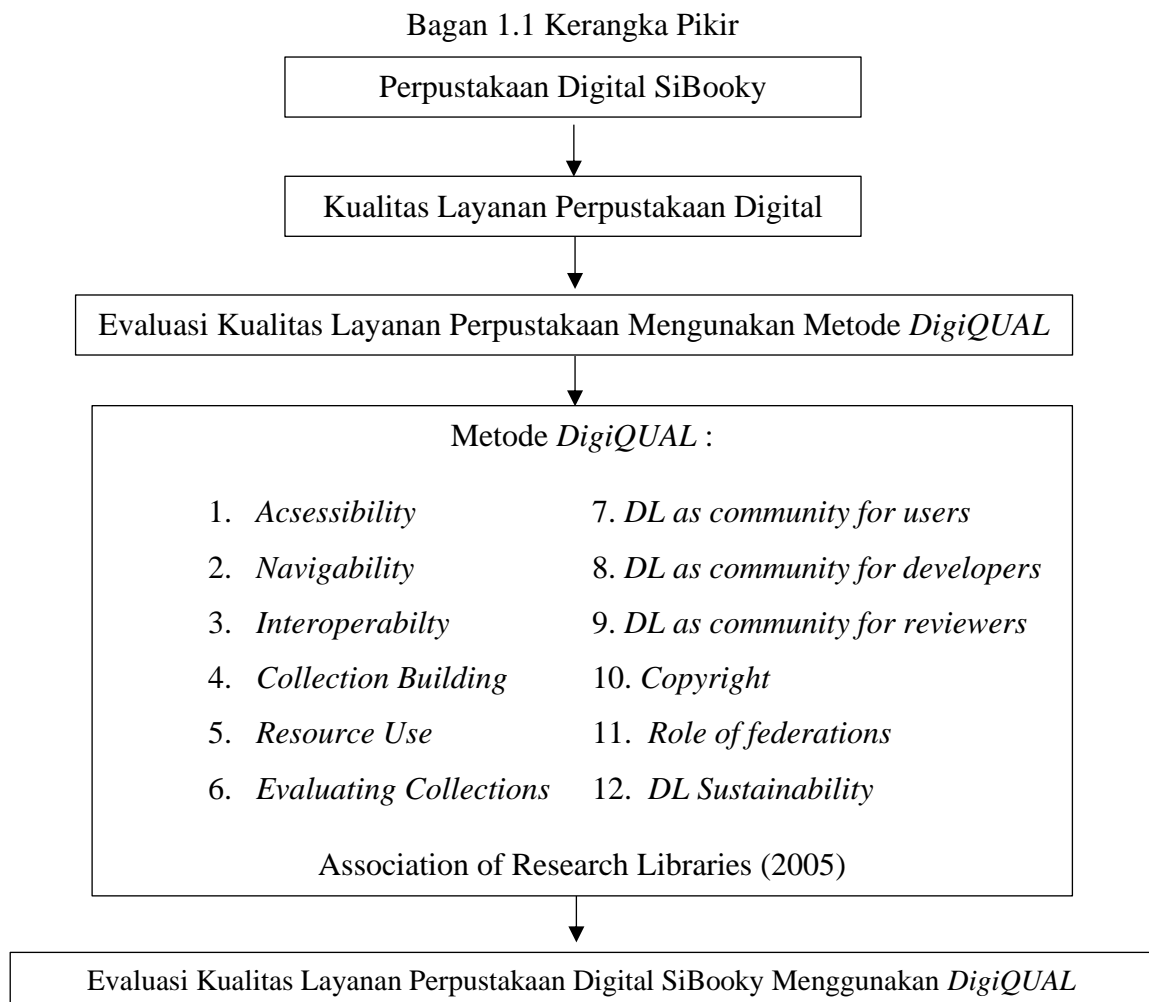 Bagan 1.1 Kerangka Pikir
Perpustakaan Digital SiBooky
Kualitas Layanan Perpustakaan Digital
Evaluasi Kualitas Layanan Perpustakaan Mengunakan Metode DigiQUAL
Metode DigiQUAL :
1. Acsessibility
2. Navigability
3. Interoperabilty
4. Collection Building
5. Resource Use
6. Evaluating Collections
7. DL as community for users
8. DL as community for developers
9. DL as community for reviewers
10. Copyright
11. Role of federations
12. DL Sustainability
Association of Research Libraries (2005)
Evaluasi Kualitas Layanan Perpustakaan Digital SiBooky Menggunakan DigiQUAL